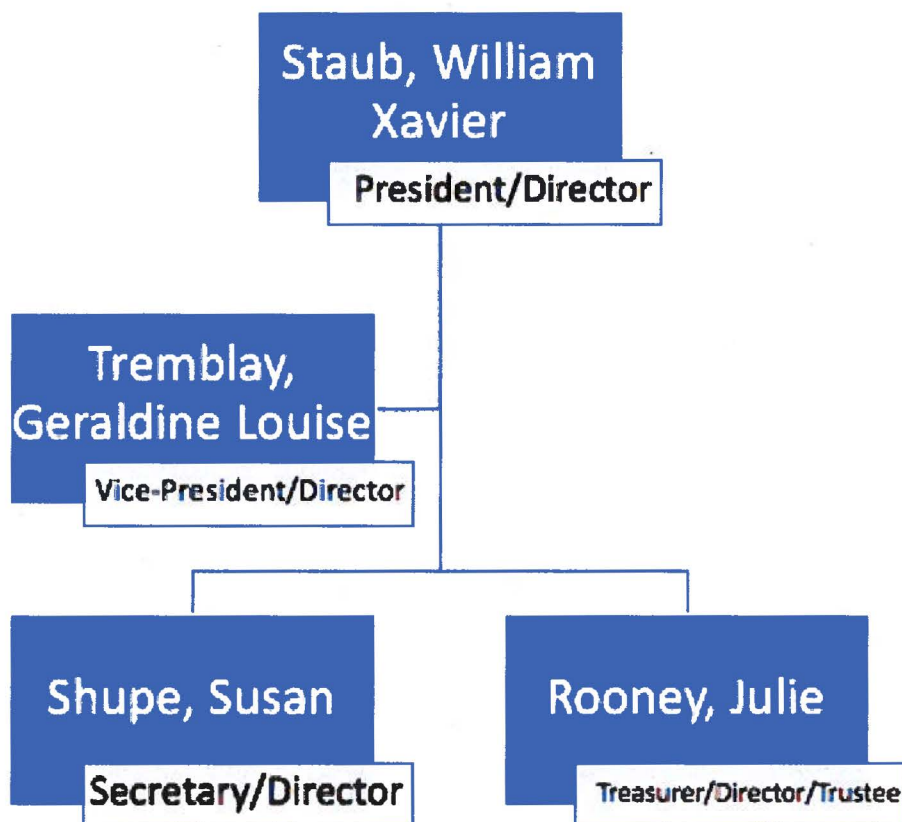 Staub, William
Xavier
President/Director
Tremblay,
Geraldine Louise
Vice-President/Director
Shupe, Susan
Secretary/Director
Rooney, Julie
Treasurer/Director/Trustee